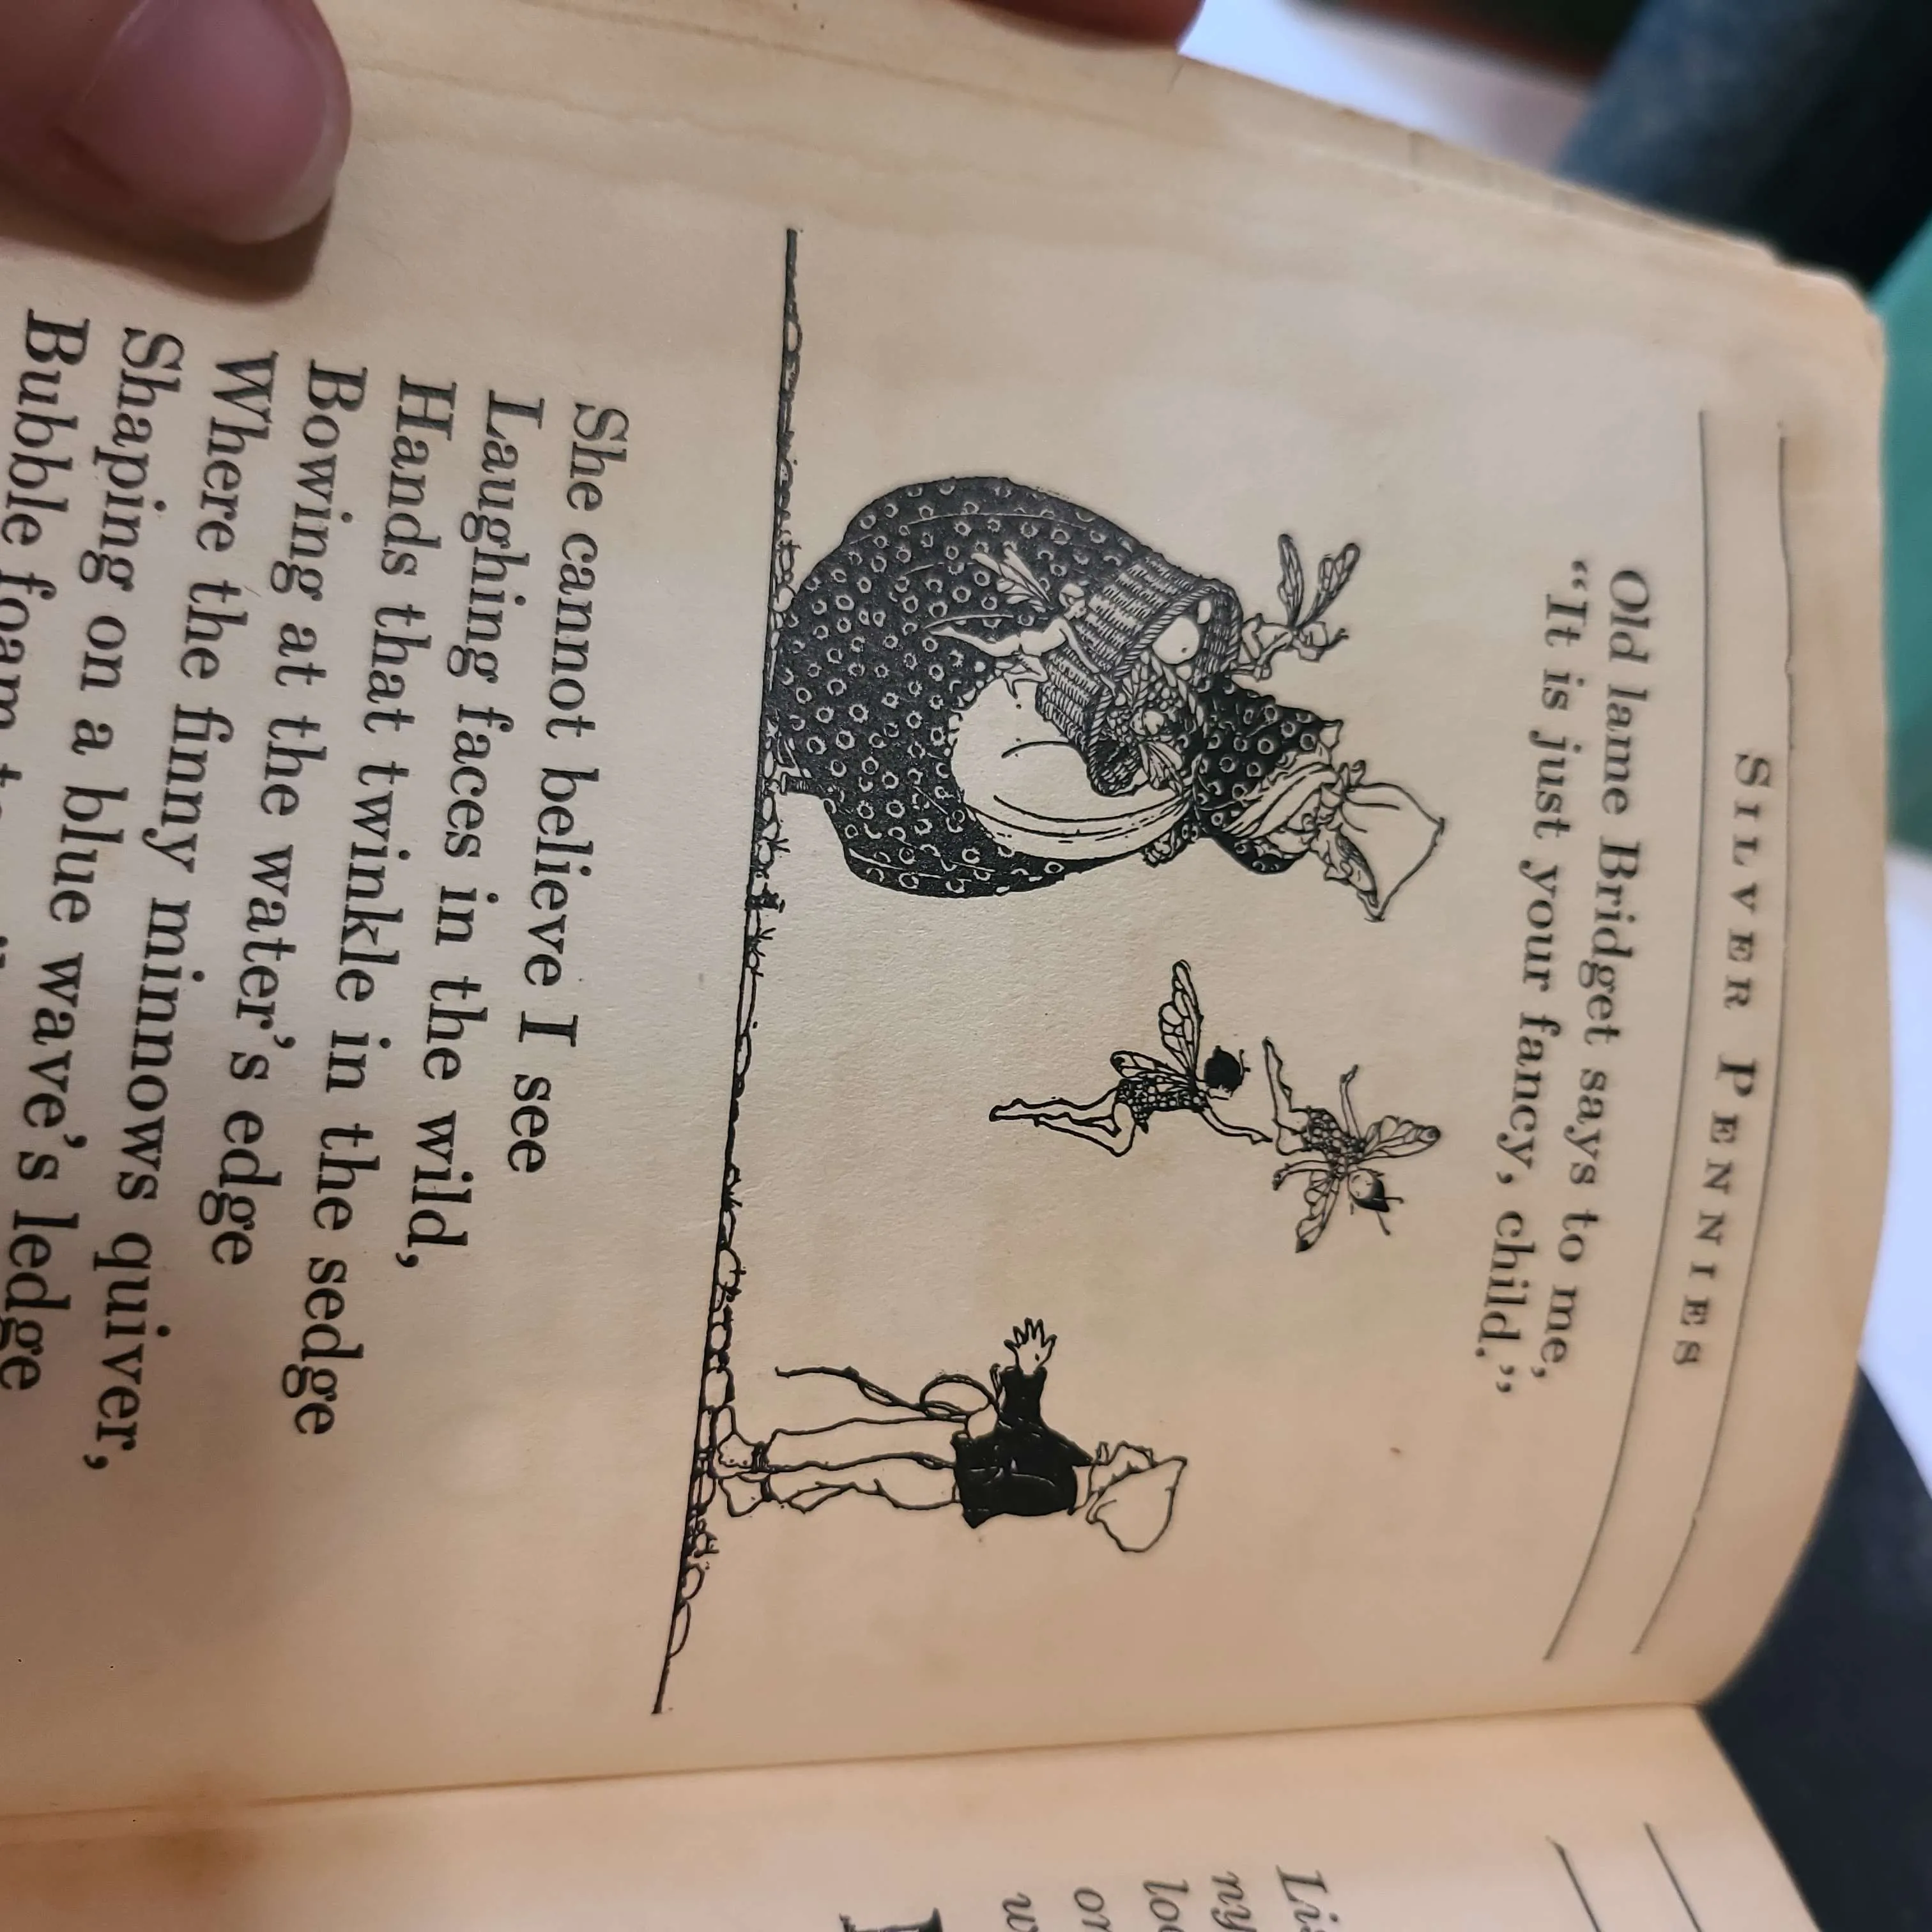 SILVER PENNIES
Old lame Bridget says to me,
"It is just your fancy, child."
She cannot believe I see
Laughing faces in the wild,
Hands that twinkle in the sedge
Bowing at the water's edge
Where the finny minnows quiver,
Shaping on a blue wave's ledge
Bubble foam